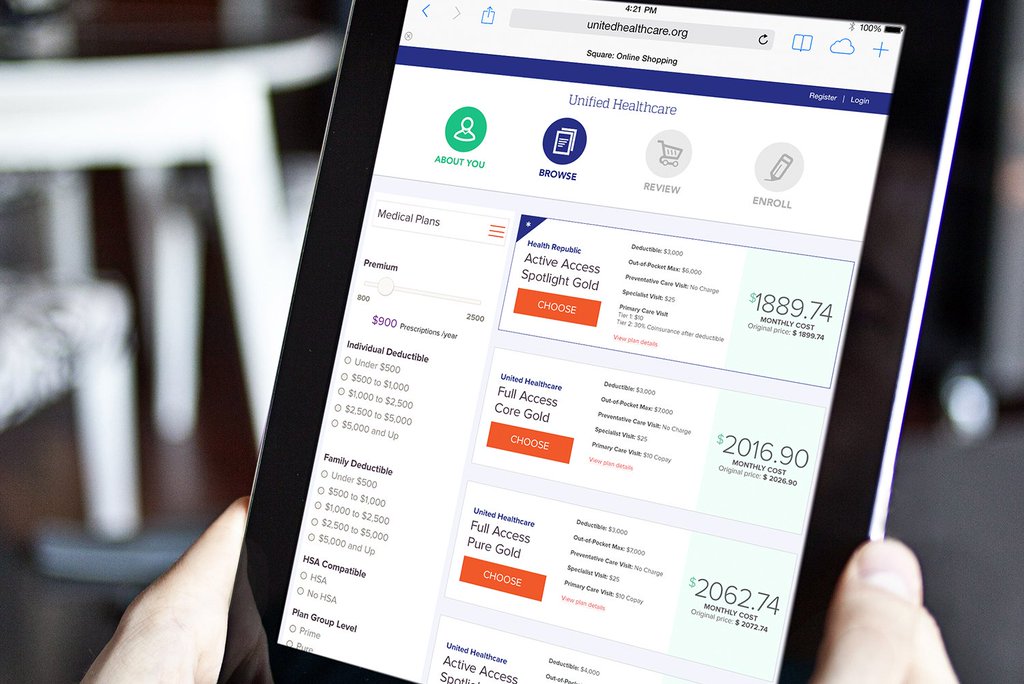 4:21 PM
100%
unitedhealthcare.org
Square: Online Shopping
Register | Login
Unified Healthcare
ABOUT YOU
BROWSE
REVIEW
ENROLL
Medical Plans
Premium
800
2500
$900 Prescriptions /year
Individual Deductible
Under $500
$500 to $1,000
$1,000 to $2,500
$2,500 to $5,000
$5,000 and Up
Family Deductible
Under $500
$500 to $1,000
$1,000 to $2,500
$2,500 to $5,000
$5,000 and Up
HSA Compatible
HSA
No HSA
Plan Group Level
Prime
Pure
*
Health Republic
Active Access
Spotlight Gold
CHOOSE
Deductible: $3,000
Out-of-Pocket Max: $6,000
Preventative Care Visit: No Charge
Specialist Visit: $25
Primary Care Visit
Tier 1: $10
Tier 2: 30% Coinsurance after deductible
View plan details
$1889.74
MONTHLY COST
Original price: $ 1899.74
United Healthcare
Full Access
Core Gold
CHOOSE
Deductible: $3,000
Out-of-Pocket Max: $7,000
Preventative Care Visit: No Charge
Specialist Visit: $25
Primary Care Visit: $10 Copay
View plan details
$2016.90
MONTHLY COST
Original price: $ 2026.90
United Healthcare
Full Access
Pure Gold
CHOOSE
Deductible: $3,000
Out-of-Pocket Max: $7,000
Preventative Care Visit: No Charge
Specialist Visit: $25
Primary Care Visit: $10 Copay
View plan details
$2062.74
MONTHLY COST
Original price: $ 2072.74
United Healthcare
Active Access
Deductible: $4,000